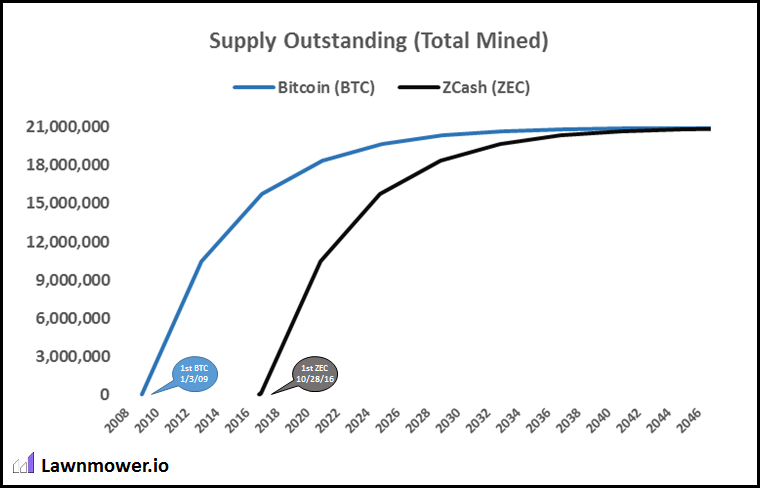 Supply Outstanding (Total Mined)
Bitcoin (BTC) ZCash (ZEC)
21,000,000
18,000,000
15,000,000
12,000,000
9,000,000
6,000,000
3,000,000
0
1st BTC
1/3/09
1st ZEC
10/28/16
2008 2010 2012 2014 2016 2018 2020 2022 2024 2026 2028 2030 2032 2034 2036 2038 2040 2042 2044 2046
Lawnmower.io